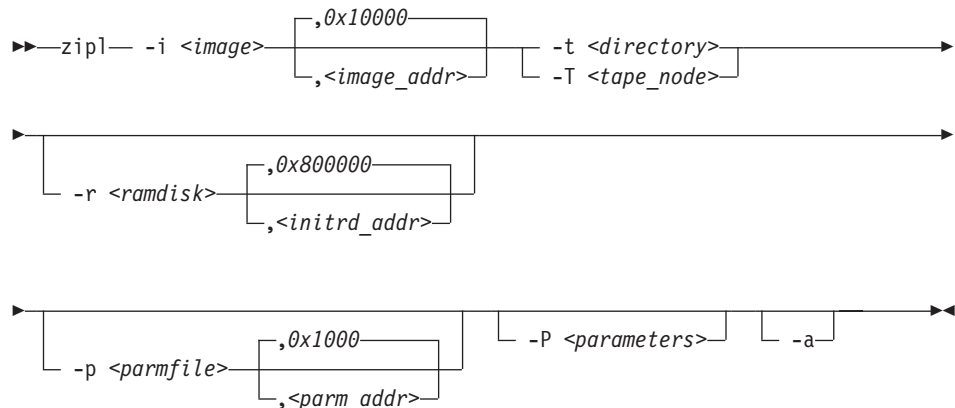 ,0x10000
zipl -i <image> -t <directory>
,<image_addr> -T <tape_node>
,0x800000
-r <ramdisk>
,<initrd_addr>
,0x1000 -P <parameters> -a
-p <parmfile>
,<parm_addr>